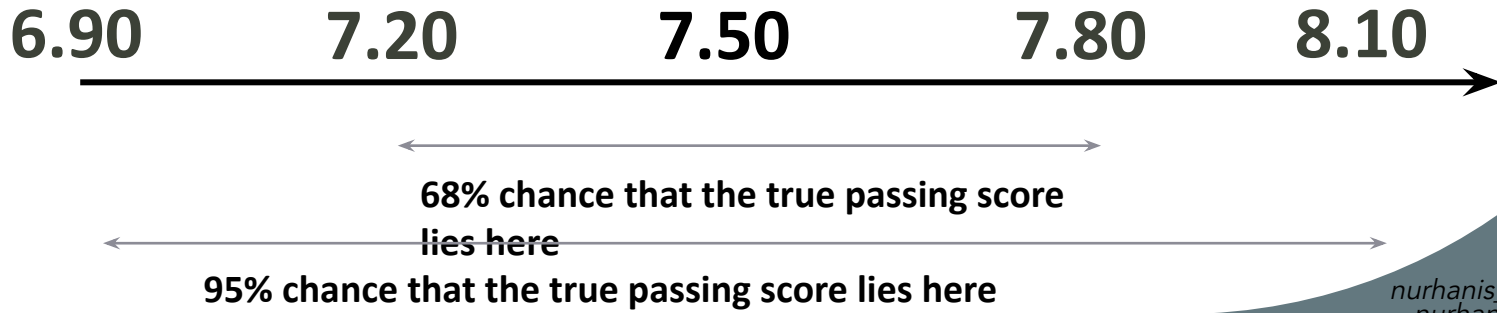 6.90 7.20 7.50 7.80 8.10
68% chance that the true passing score
lies here
95% chance that the true passing score lies here
nurhanis